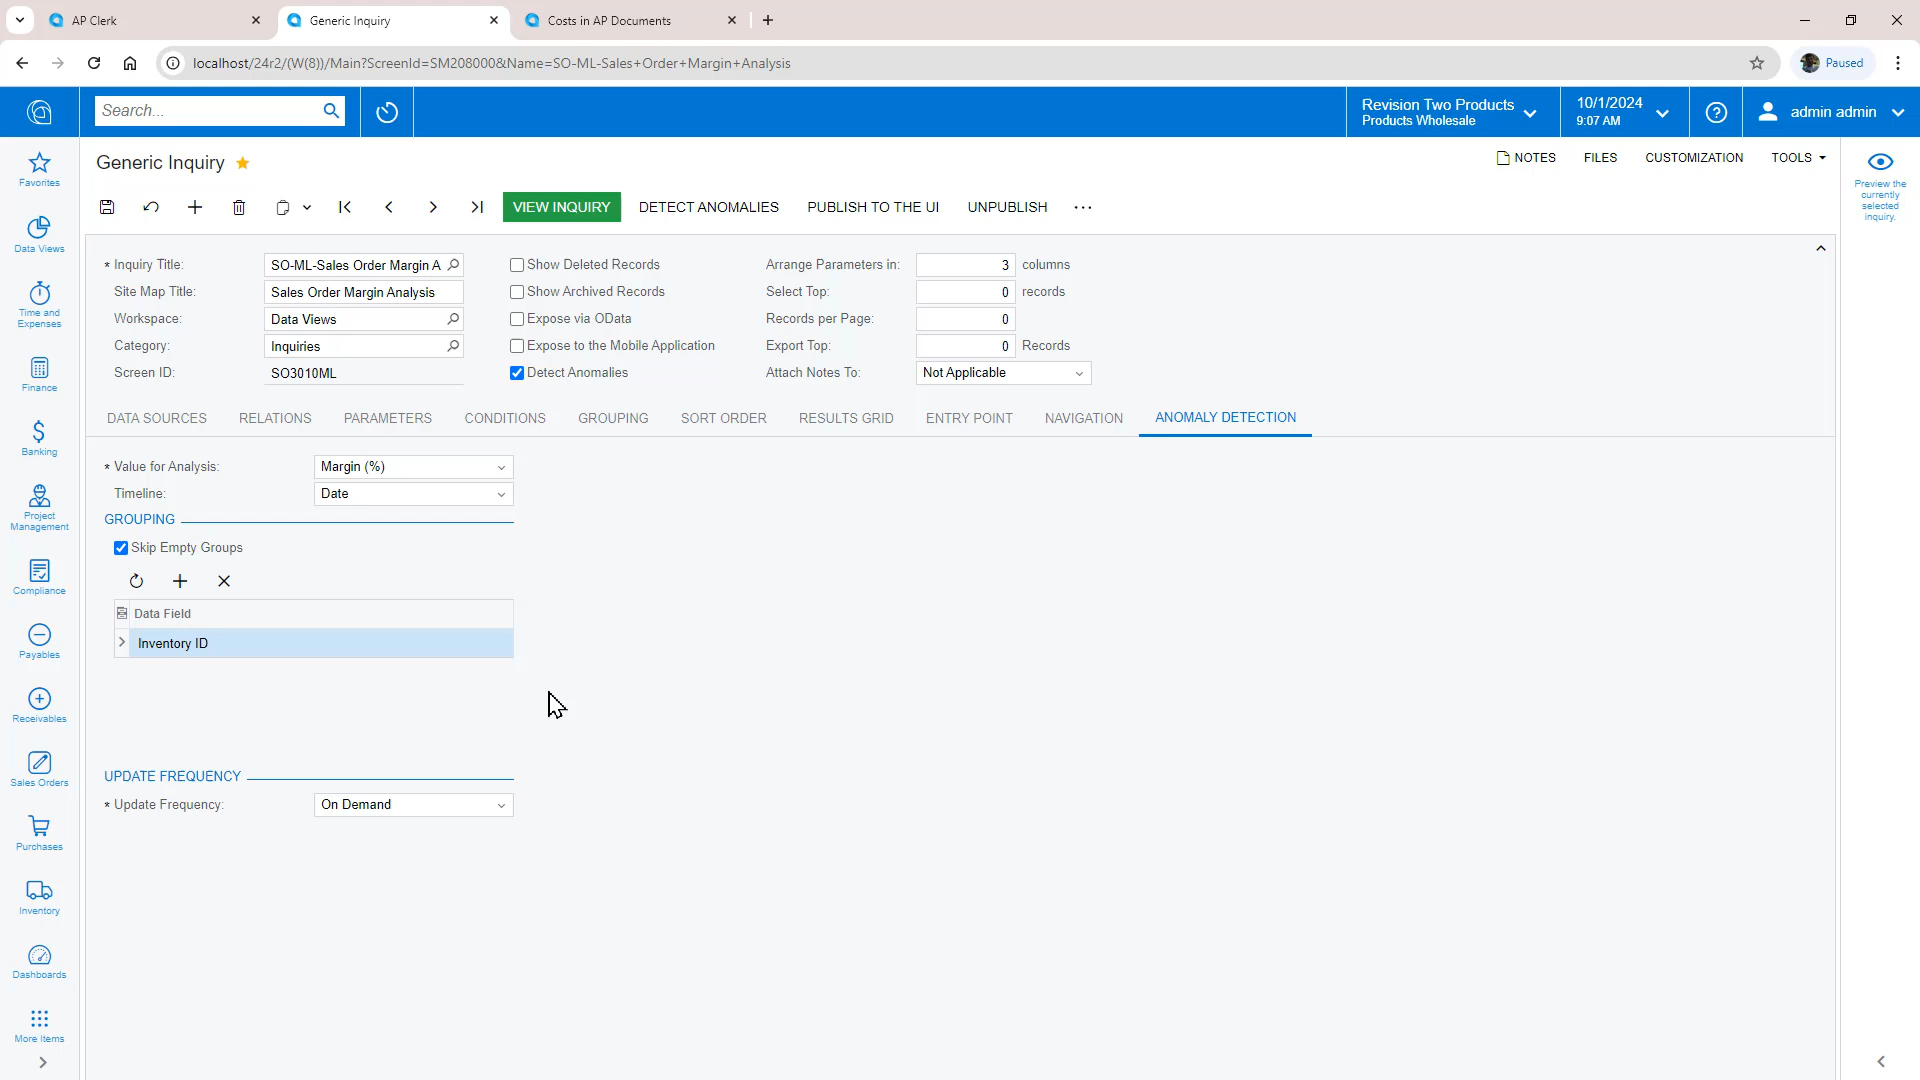 AP Clerk
Generic Inquiry
Costs in AP Documents
localhost/24r2/(W(8))/Main?ScreenId=SM208000&Name=SO-ML-Sales+Order+Margin+Analysis
Paused
Search...
Revision Two Products
Products Wholesale
10/1/2024
9:07 AM
admin admin
Generic Inquiry
NOTES FILES CUSTOMIZATION TOOLS
VIEW INQUIRY DETECT ANOMALIES PUBLISH TO THE UI UNPUBLISH
* Inquiry Title: SO-ML-Sales Order Margin A
Show Deleted Records
Arrange Parameters in: 3 columns
Site Map Title: Sales Order Margin Analysis
Show Archived Records
Select Top: 0 records
Workspace: Data Views
Expose via OData
Records per Page: 0
Category: Inquiries
Expose to the Mobile Application
Export Top: 0 Records
Screen ID: SO3010ML
Detect Anomalies
Attach Notes To: Not Applicable
DATA SOURCES RELATIONS PARAMETERS CONDITIONS GROUPING SORT ORDER RESULTS GRID ENTRY POINT NAVIGATION ANOMALY DETECTION
* Value for Analysis: Margin (%)
Timeline: Date
GROUPING
Skip Empty Groups
Data Field
Inventory ID
UPDATE FREQUENCY
* Update Frequency: On Demand
Favorites
Data Views
Time and
Expenses
Finance
Banking
Project
Management
Compliance
Payables
Receivables
Sales Orders
Purchases
Inventory
Dashboards
More Items
Preview the
currently
selected
inquiry.